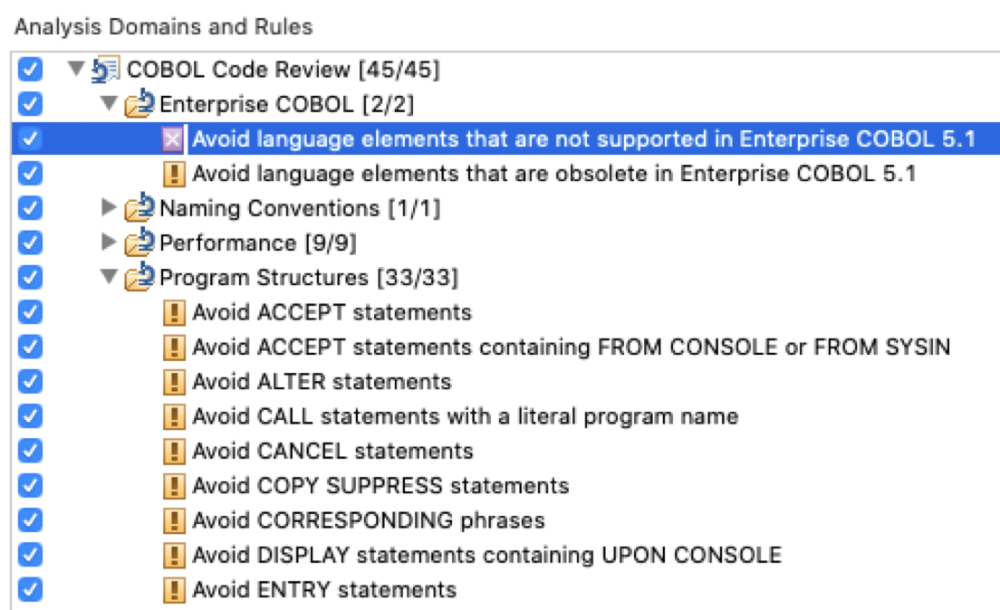 Analysis Domains and Rules
COBOL Code Review [45/45]
Enterprise COBOL [2/2]
Avoid language elements that are not supported in Enterprise COBOL 5.1
Avoid language elements that are obsolete in Enterprise COBOL 5.1
Naming Conventions [1/1]
Performance [9/9]
Program Structures [33/33]
Avoid ACCEPT statements
Avoid ACCEPT statements containing FROM CONSOLE or FROM SYSIN
Avoid ALTER statements
Avoid CALL statements with a literal program name
Avoid CANCEL statements
Avoid COPY SUPPRESS statements
Avoid CORRESPONDING phrases
Avoid DISPLAY statements containing UPON CONSOLE
Avoid ENTRY statements